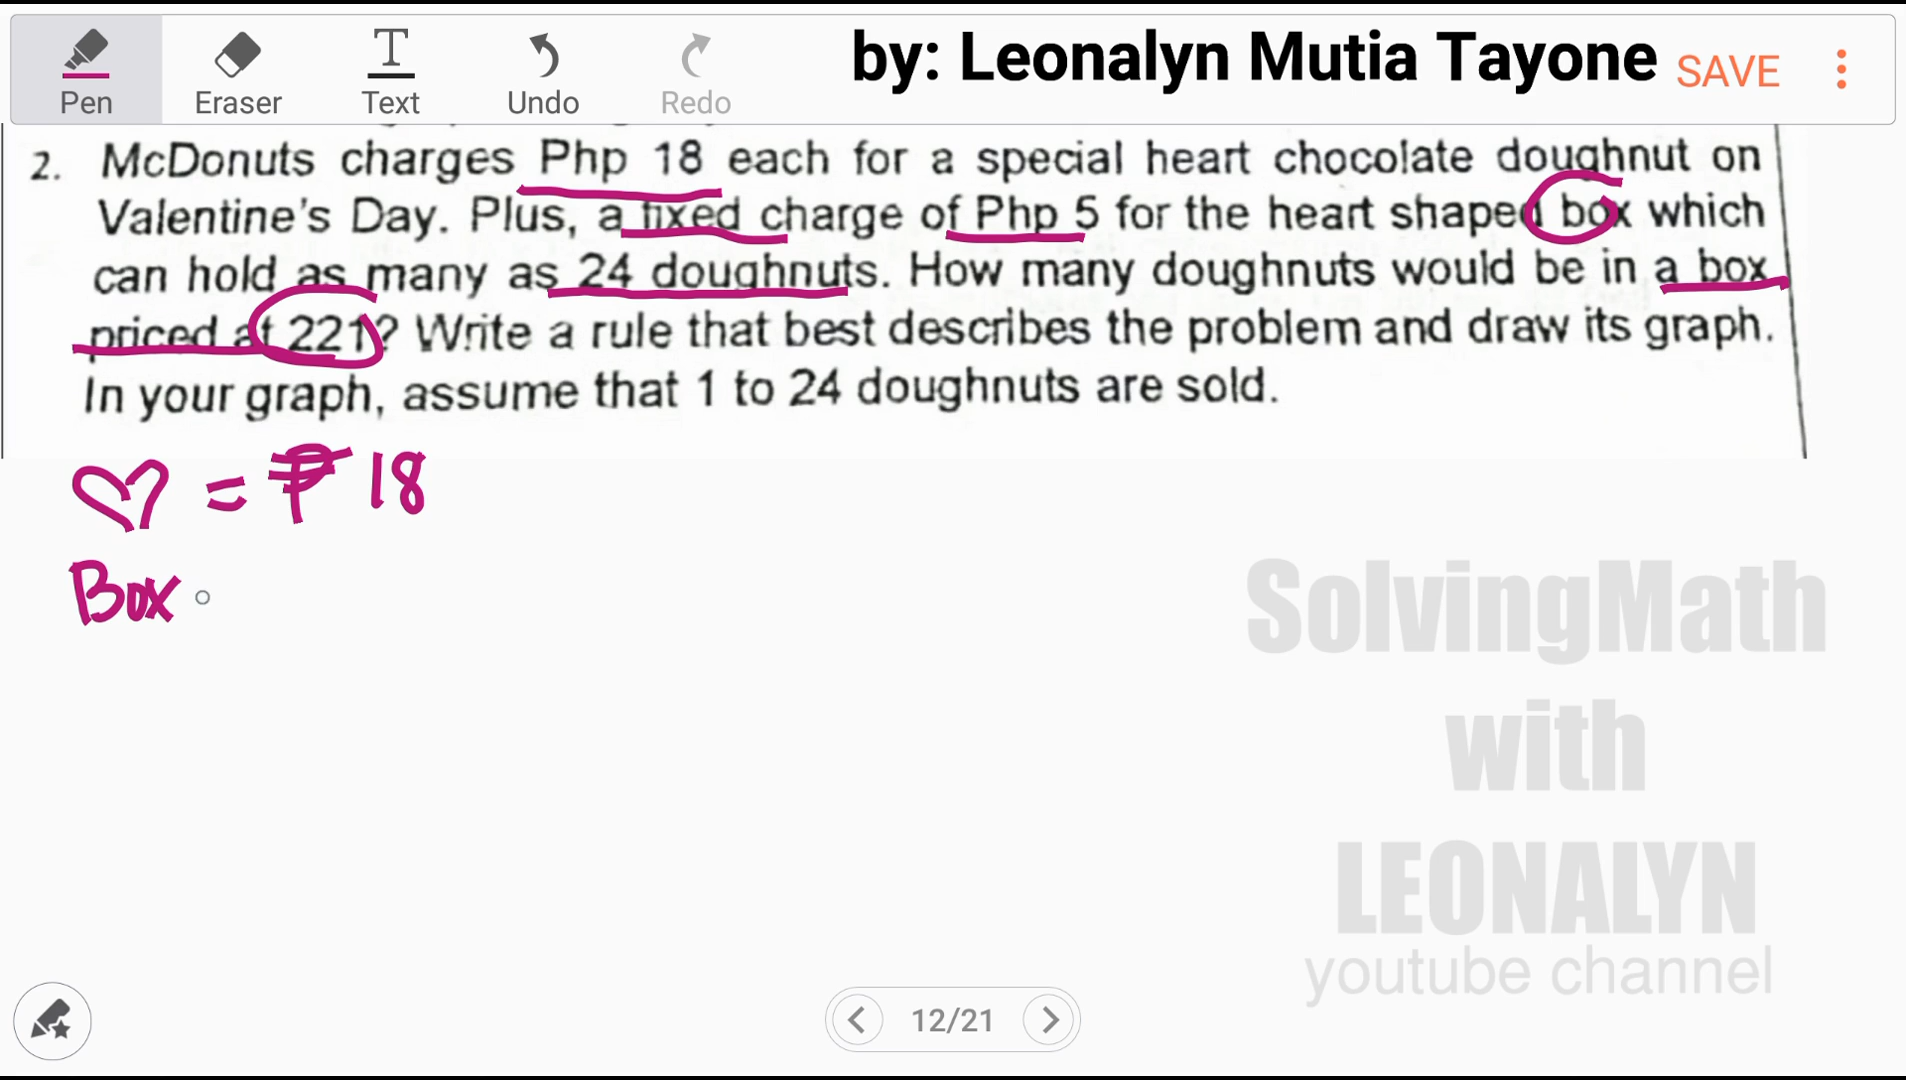 by: Leonalyn Mutia Tayone
Pen Eraser Text Undo Redo SAVE
2. McDonuts charges Php 18 each for a special heart chocolate doughnut on
Valentine's Day. Plus, a fixed charge of Php 5 for the heart shaped box which
can hold as many as 24 doughnuts. How many doughnuts would be in a box
priced at 221? Write a rule that best describes the problem and draw its graph.
In your graph, assume that 1 to 24 doughnuts are sold.
♡ = ₱ 18
Box
SolvingMath
with
LEONALYN
youtube channel
12/21